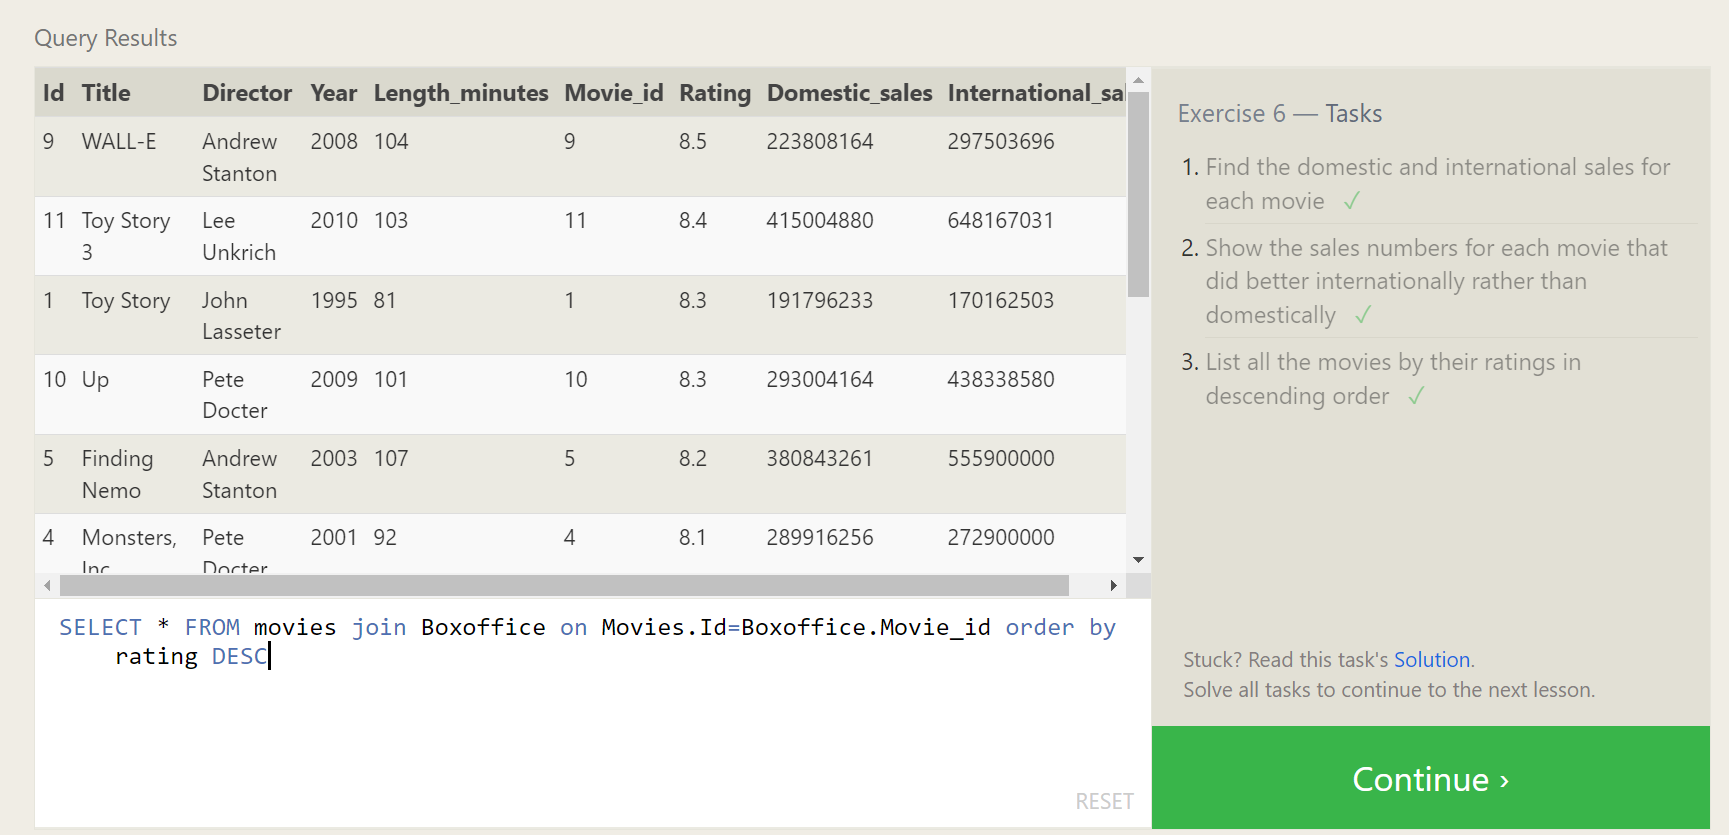 Query Results
Id Title Director Year Length_minutes Movie_id Rating Domestic_sales International_sa
9 WALL-E Andrew Stanton 2008 104 9 8.5 223808164 297503696
11 Toy Story 3 Lee Unkrich 2010 103 11 8.4 415004880 648167031
1 Toy Story John Lasseter 1995 81 1 8.3 191796233 170162503
10 Up Pete Docter 2009 101 10 8.3 293004164 438338580
5 Finding Nemo Andrew Stanton 2003 107 5 8.2 380843261 555900000
4 Monsters, Inc Pete Docter 2001 92 4 8.1 289916256 272900000
SELECT * FROM movies join Boxoffice on Movies.Id=Boxoffice.Movie_id order by
rating DESC
RESET
Exercise 6 — Tasks
1. Find the domestic and international sales for
each movie ✓
2. Show the sales numbers for each movie that
did better internationally rather than
domestically ✓
3. List all the movies by their ratings in
descending order ✓
Stuck? Read this task's Solution.
Solve all tasks to continue to the next lesson.
Continue ›